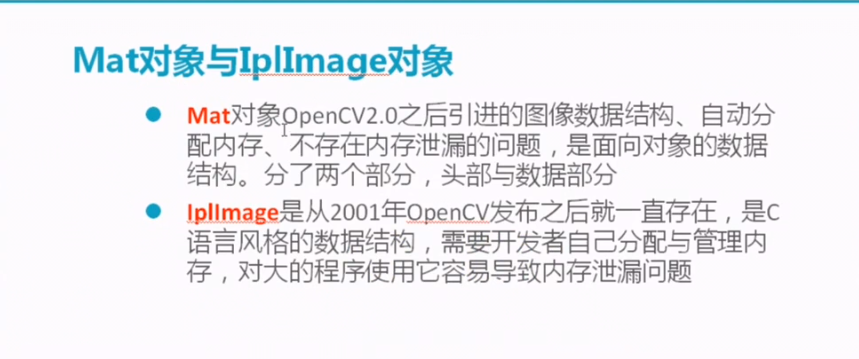 Mat对象与IplImage对象
Mat对象OpenCV2.0之后引进的图像数据结构、自动分
配内存、不存在内存泄漏的问题，是面向对象的数据
结构。分了两个部分，头部与数据部分
IplImage是从2001年OpenCV发布之后就一直存在，是C
语言风格的数据结构，需要开发者自己分配与管理内
存，对大的程序使用它容易导致内存泄漏问题